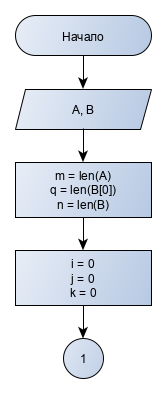 Начало
A, B
m = len(A)
q = len(B[0])
n = len(B)
i = 0
j = 0
k = 0
1